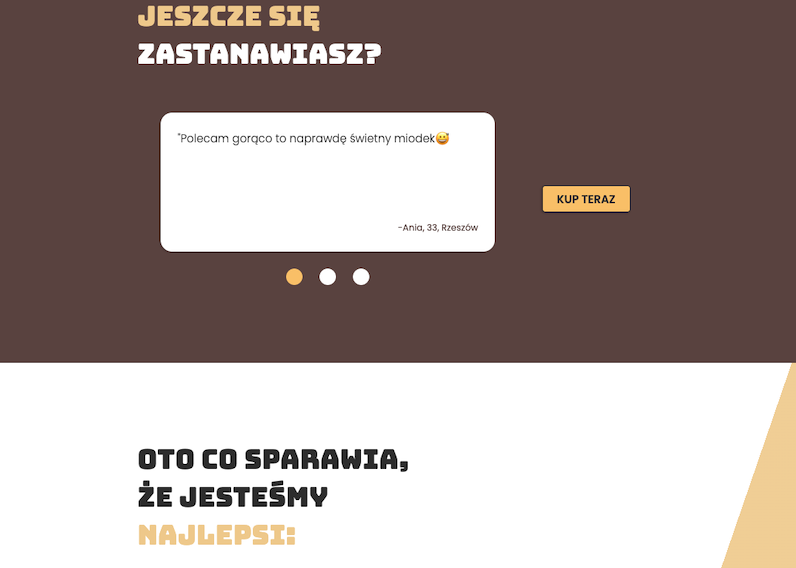 JESZCZE SIĘ
ZASTANAWIASZ?
"Polecam gorąco to naprawdę świetny miodek😅
KUP TERAZ
-Ania, 33, Rzeszów
OTO CO SPARAWIA,
ŻE JESTEŚMY
NAJLEPSI: